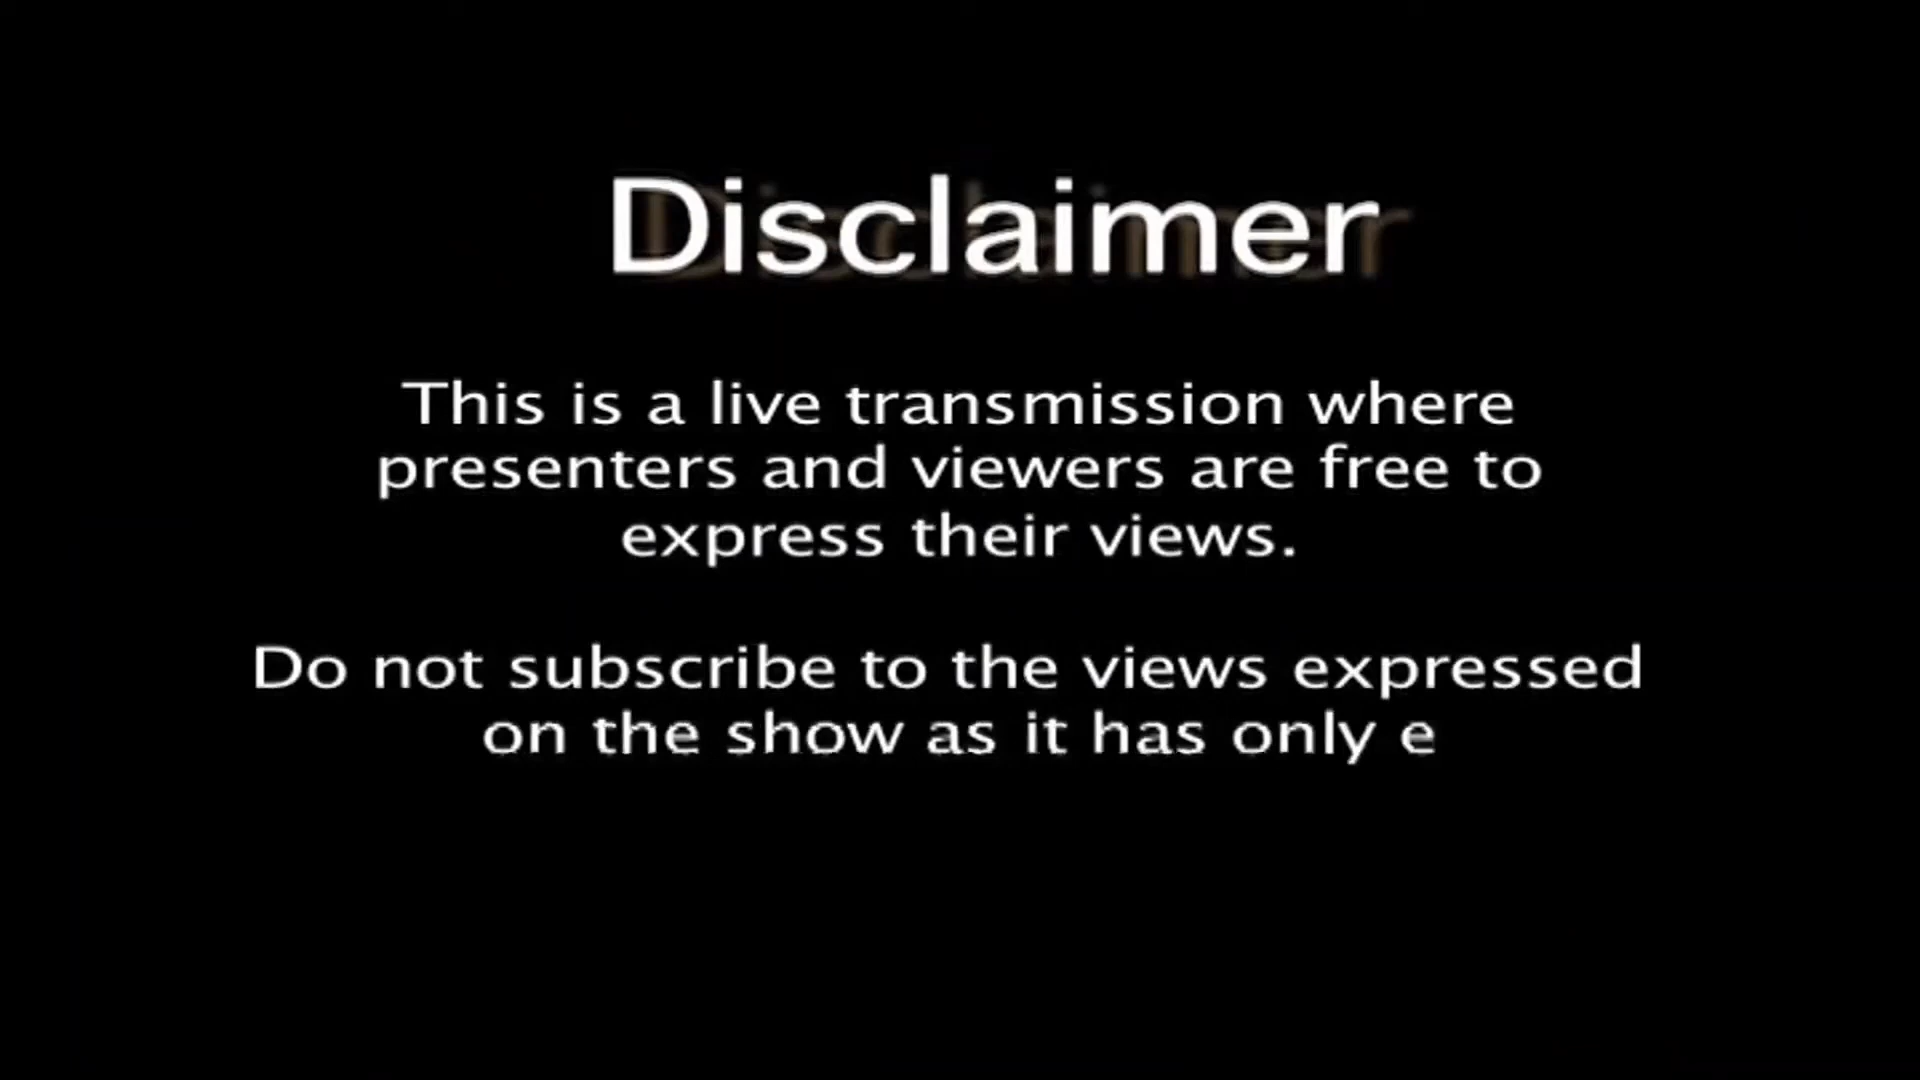 Disclaimer
This is a live transmission where
presenters and viewers are free to
express their views.
Do not subscribe to the views expressed
on the show as it has only e